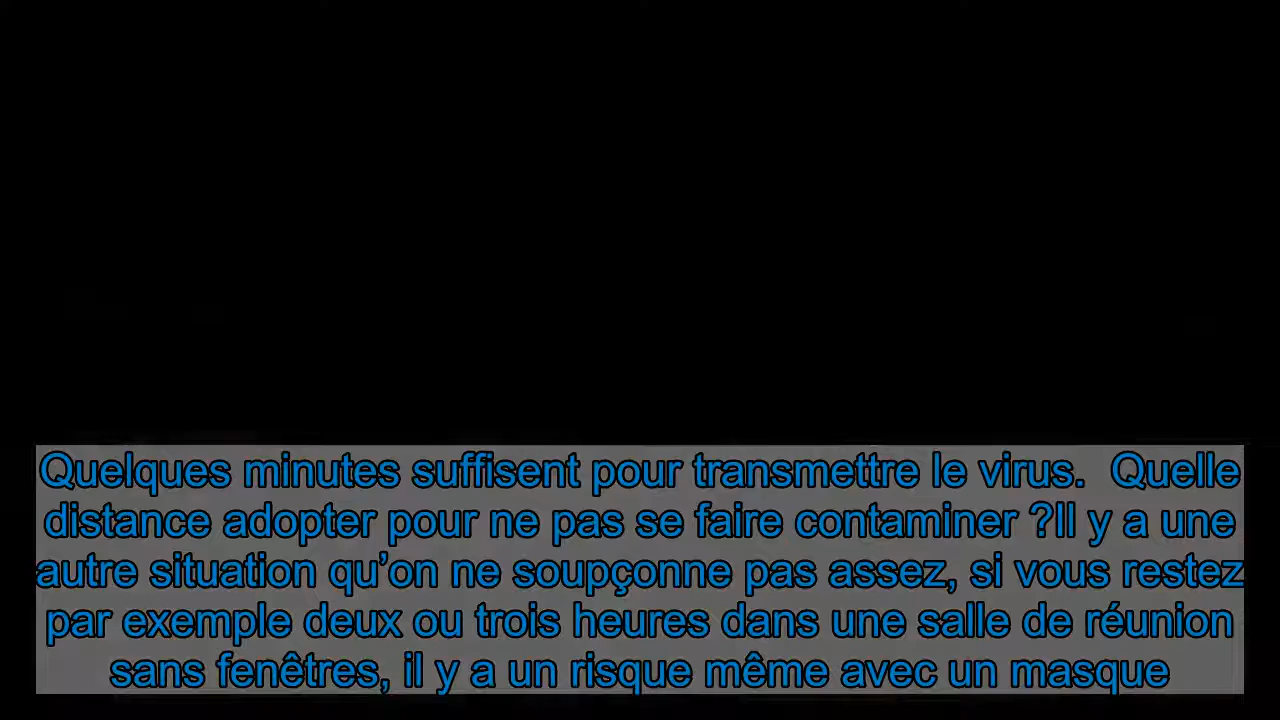 Quelques minutes suffisent pour transmettre le virus.  Quelle
distance adopter pour ne pas se faire contaminer ?Il y a une
autre situation qu’on ne soupçonne pas assez, si vous restez
par exemple deux ou trois heures dans une salle de réunion
sans fenêtres, il y a un risque même avec un masque